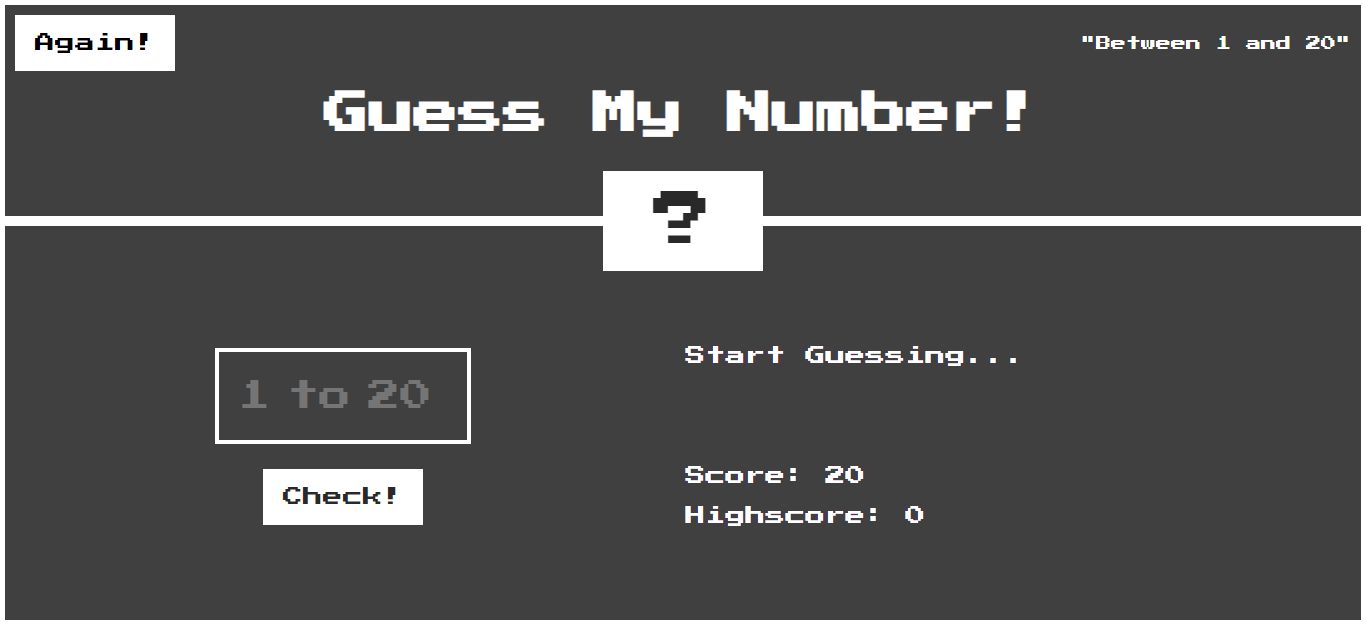 Again!
"Between 1 and 20"
Guess My Number!
?
1 to 20
Check!
Start Guessing...
Score: 20
Highscore: 0